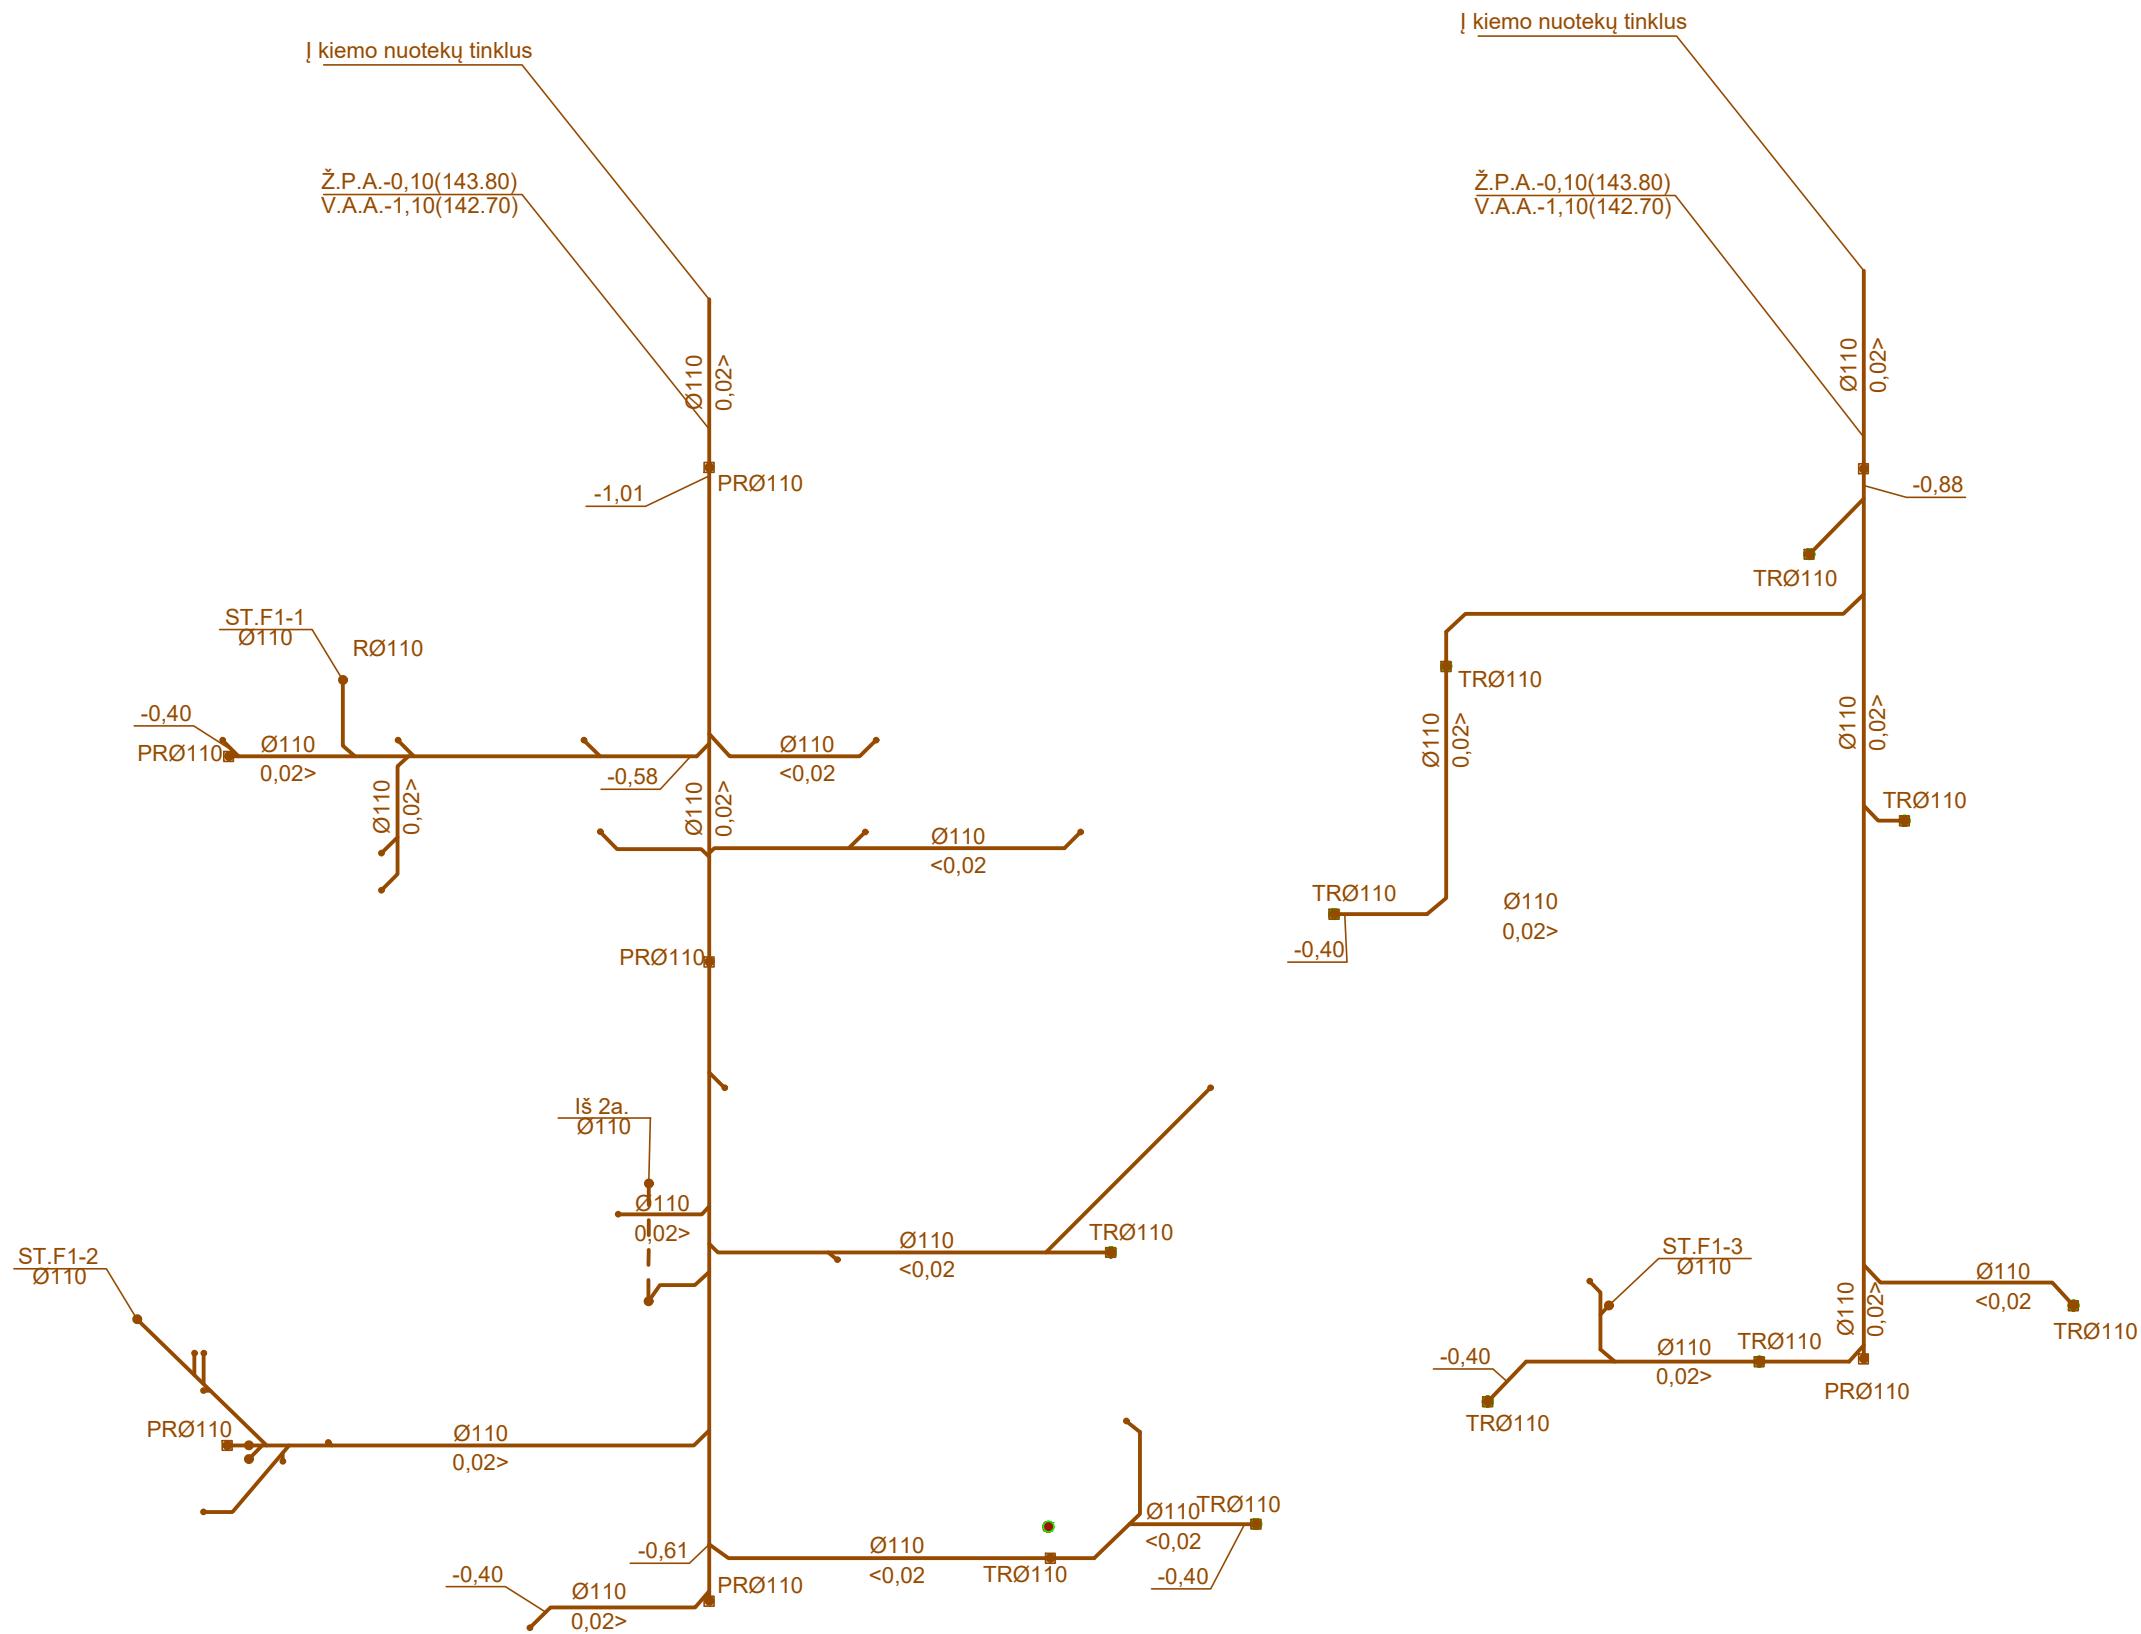 Į kiemo nuotekų tinklus
Ž.P.A.-0,10(143.80)
V.A.A.-1,10(142.70)
Ø110
0,02>
-1,01
PRØ110
ST.F1-1
Ø110
RØ110
-0,40
PRØ110
Ø110
0,02>
Ø110
0,02>
-0,58
Ø110
<0,02
Ø110
0,02>
Ø110
<0,02
PRØ110
Iš 2a.
Ø110
Ø110
0,02>
Ø110
<0,02
TRØ110
ST.F1-2
Ø110
PRØ110
Ø110
0,02>
-0,61
Ø110
<0,02
TRØ110
Ø110
<0,02
TRØ110
-0,40
-0,40
Ø110
0,02>
PRØ110
Į kiemo nuotekų tinklus
Ž.P.A.-0,10(143.80)
V.A.A.-1,10(142.70)
Ø110
0,02>
-0,88
TRØ110
TRØ110
Ø110
0,02>
Ø110
0,02>
TRØ110
TRØ110
-0,40
Ø110
0,02>
ST.F1-3
Ø110
-0,40
TRØ110
Ø110
0,02>
TRØ110
Ø110
0,02>
PRØ110
Ø110
<0,02
TRØ110